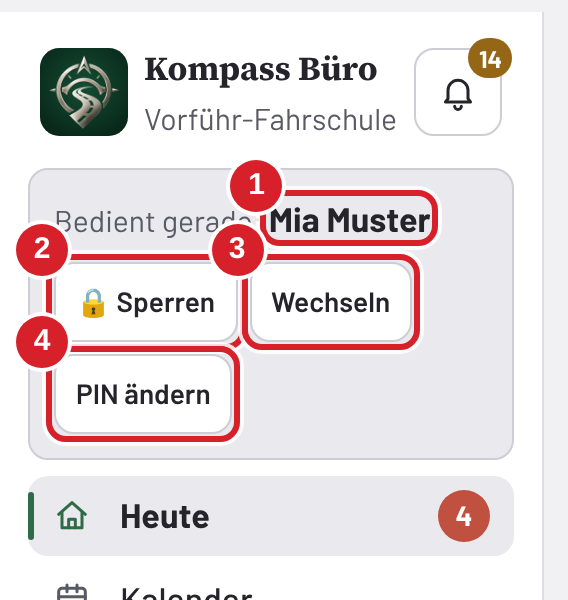 Kompass Büro
14
Vorführ-Fahrschule
1
Bedient gerade Mia Muster
2
3
Sperren
Wechseln
4
PIN ändern
Heute
4
Kalender